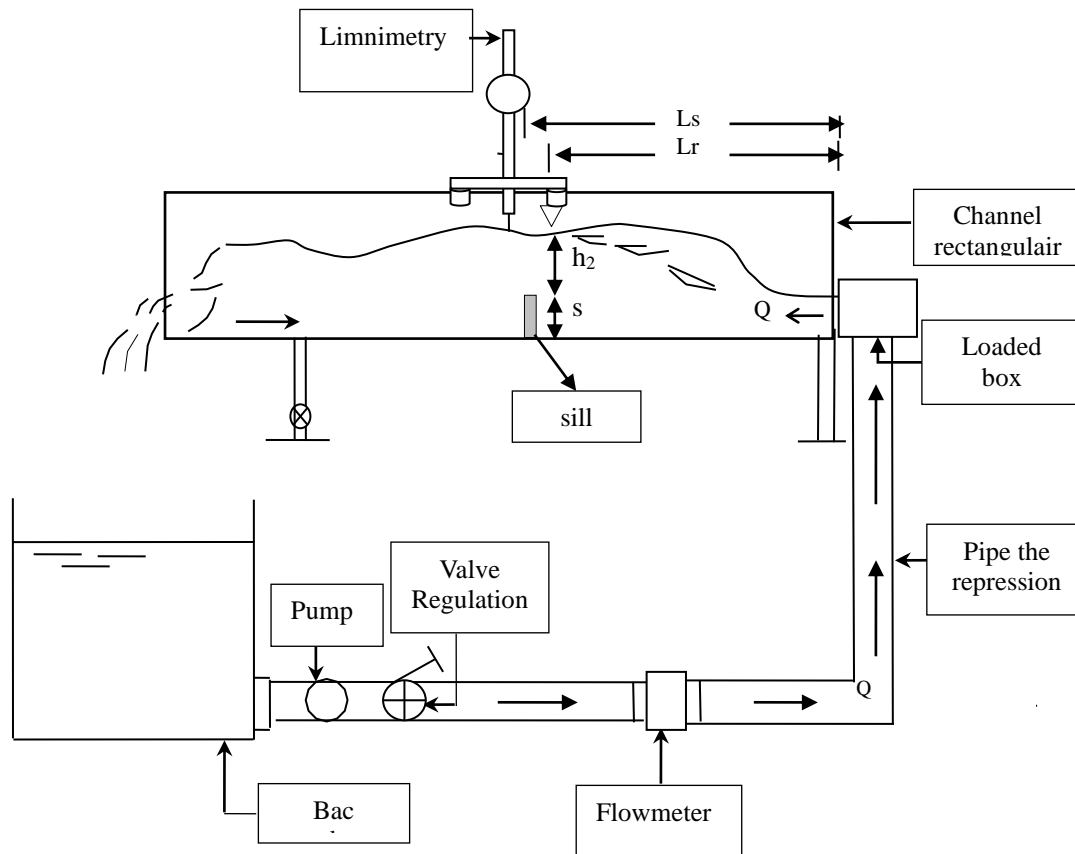 Limnimetry
Ls
Lr
Channel
rectangulair
h₂
s
Q
Loaded
box
sill
Pipe the
repression
Valve
Regulation
Pump
Q
Flowmeter
Bac